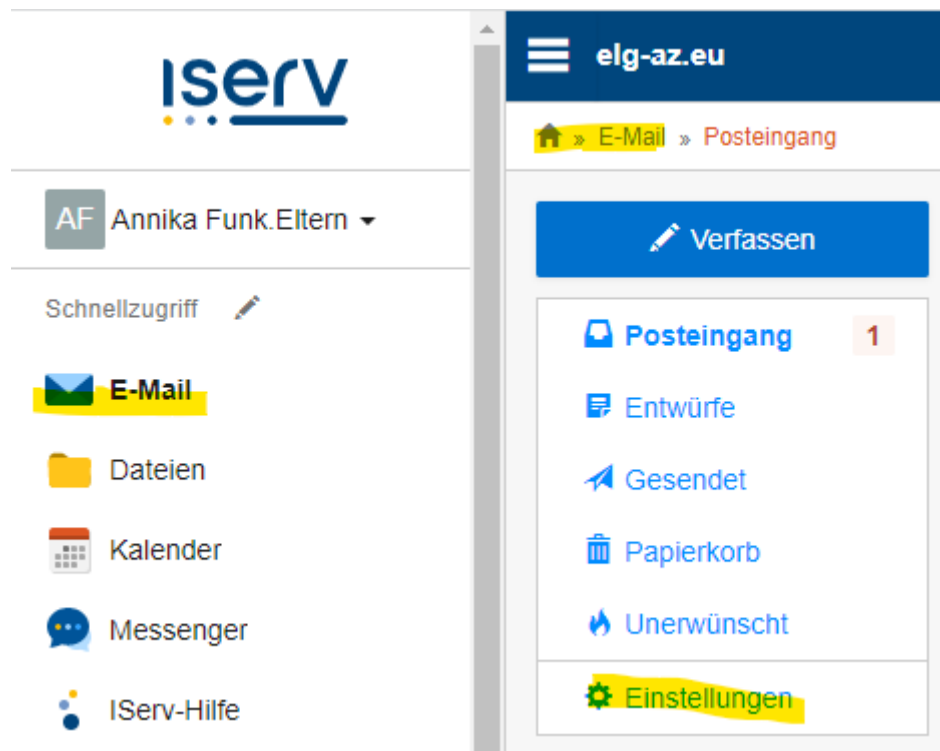 IServ
AF Annika Funk.Eltern
Schnellzugriff
E-Mail
Dateien
Kalender
Messenger
IServ-Hilfe
elg-az.eu
» E-Mail » Posteingang
Verfassen
Posteingang 1
Entwürfe
Gesendet
Papierkorb
Unerwünscht
Einstellungen